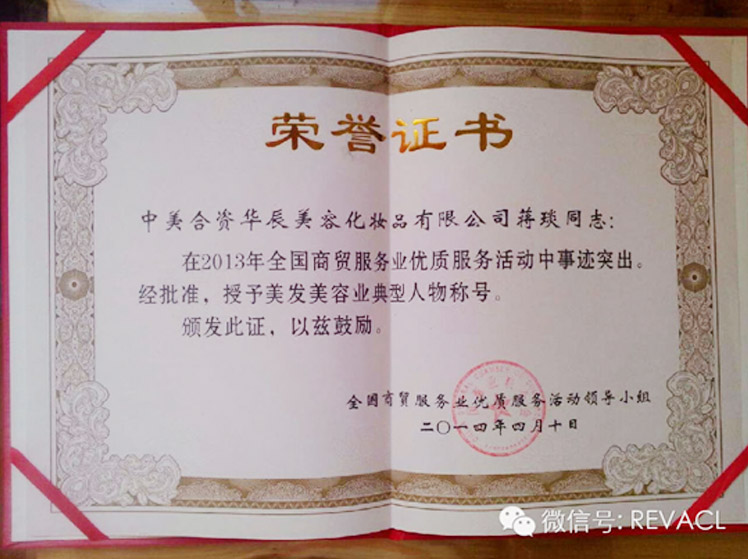 荣誉证书
中美合资华辰美容化妆品有限公司蒋琰同志：
在2013年全国商贸服务业优质服务活动中事迹突出。
经批准，授予美发美容业典型人物称号。
颁发此证，以兹鼓励。
全国商贸服务业优质服务活动领导小组
二〇一四年四月十日
微信号: REVACL